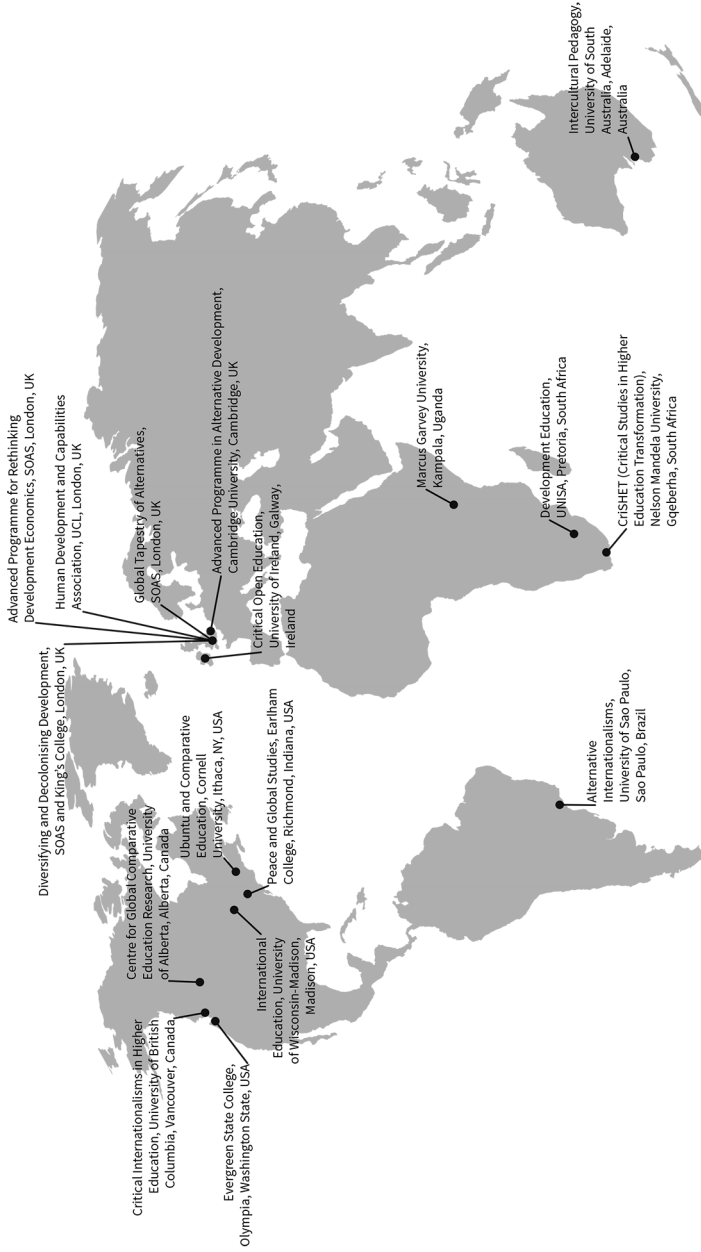 Advanced Programme for Rethinking
Development Economics, SOAS, London, UK
Human Development and Capabilities
Association, UCL, London, UK
Diversifying and Decolonising Development,
SOAS and King's College, London, UK
Global Tapestry of Alternatives,
SOAS, London, UK
Advanced Programme in Alternative Development,
Cambridge University, Cambridge, UK
Critical Open Education,
University of Ireland, Galway,
Ireland
Critical Internationalisms in Higher
Education, University of British
Columbia, Vancouver, Canada
Centre for Global Comparative
Education Research, University
of Alberta, Alberta, Canada
Ubuntu and Comparative
Education, Cornell
University, Ithaca, NY, USA
Evergreen State College,
Olympia, Washington State, USA
International
Education, University
of Wisconsin-Madison,
Madison, USA
Peace and Global Studies, Earlham
College, Richmond, Indiana, USA
Marcus Garvey University,
Kampala, Uganda
Development Education,
UNISA, Pretoria, South Africa
CriSHET (Critical Studies in Higher
Education Transformation),
Nelson Mandela University,
Gqeberha, South Africa
Alternative
Internationalisms,
University of Sao Paulo,
Sao Paulo, Brazil
Intercultural Pedagogy,
University of South
Australia, Adelaide,
Australia